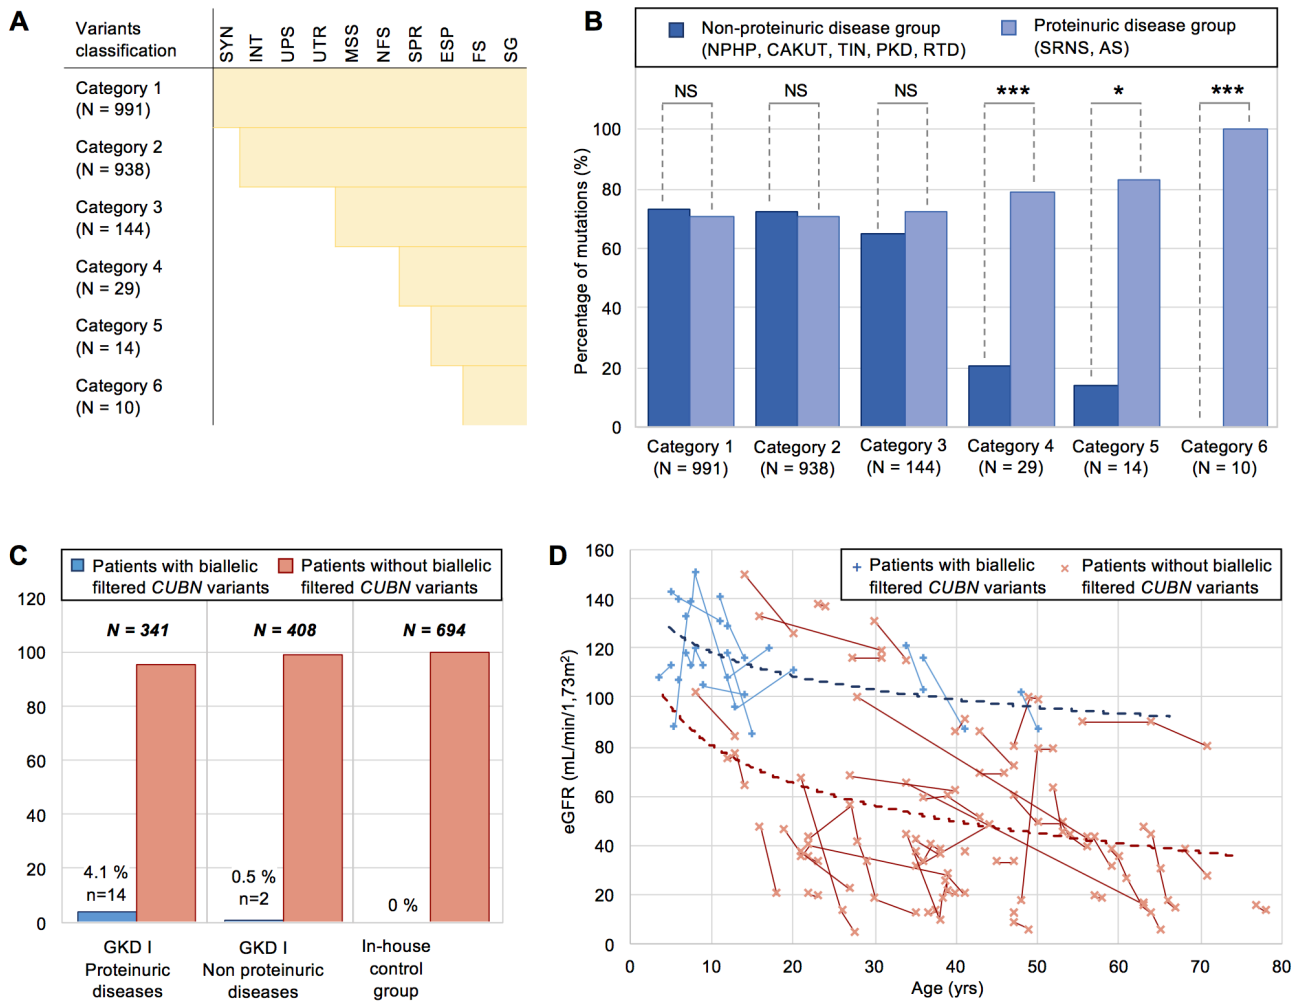 A
Variants
classification
SYN
INT
UPS
UTR
MSS
NFS
SPR
ESP
FS
SG
Category 1
(N = 991)
Category 2
(N = 938)
Category 3
(N = 144)
Category 4
(N = 29)
Category 5
(N = 14)
Category 6
(N = 10)
B
Non-proteinuric disease group
(NPHP, CAKUT, TIN, PKD, RTD)
Proteinuric disease group
(SRNS, AS)
NS
NS
NS
***
*
***
Percentage of mutations (%)
100
80
60
40
20
0
Category 1
(N = 991)
Category 2
(N = 938)
Category 3
(N = 144)
Category 4
(N = 29)
Category 5
(N = 14)
Category 6
(N = 10)
C
Patients with biallelic
filtered CUBN variants
Patients without biallelic
filtered CUBN variants
120
100
80
60
40
20
0
N = 341
N = 408
N = 694
4.1 %
n=14
0.5 %
n=2
0 %
GKD I
Proteinuric
diseases
GKD I
Non proteinuric
diseases
In-house
control
group
D
Patients with biallelic
filtered CUBN variants
Patients without biallelic
filtered CUBN variants
eGFR (mL/min/1,73m²)
160
140
120
100
80
60
40
20
0
0 10 20 30 40 50 60 70 80
Age (yrs)